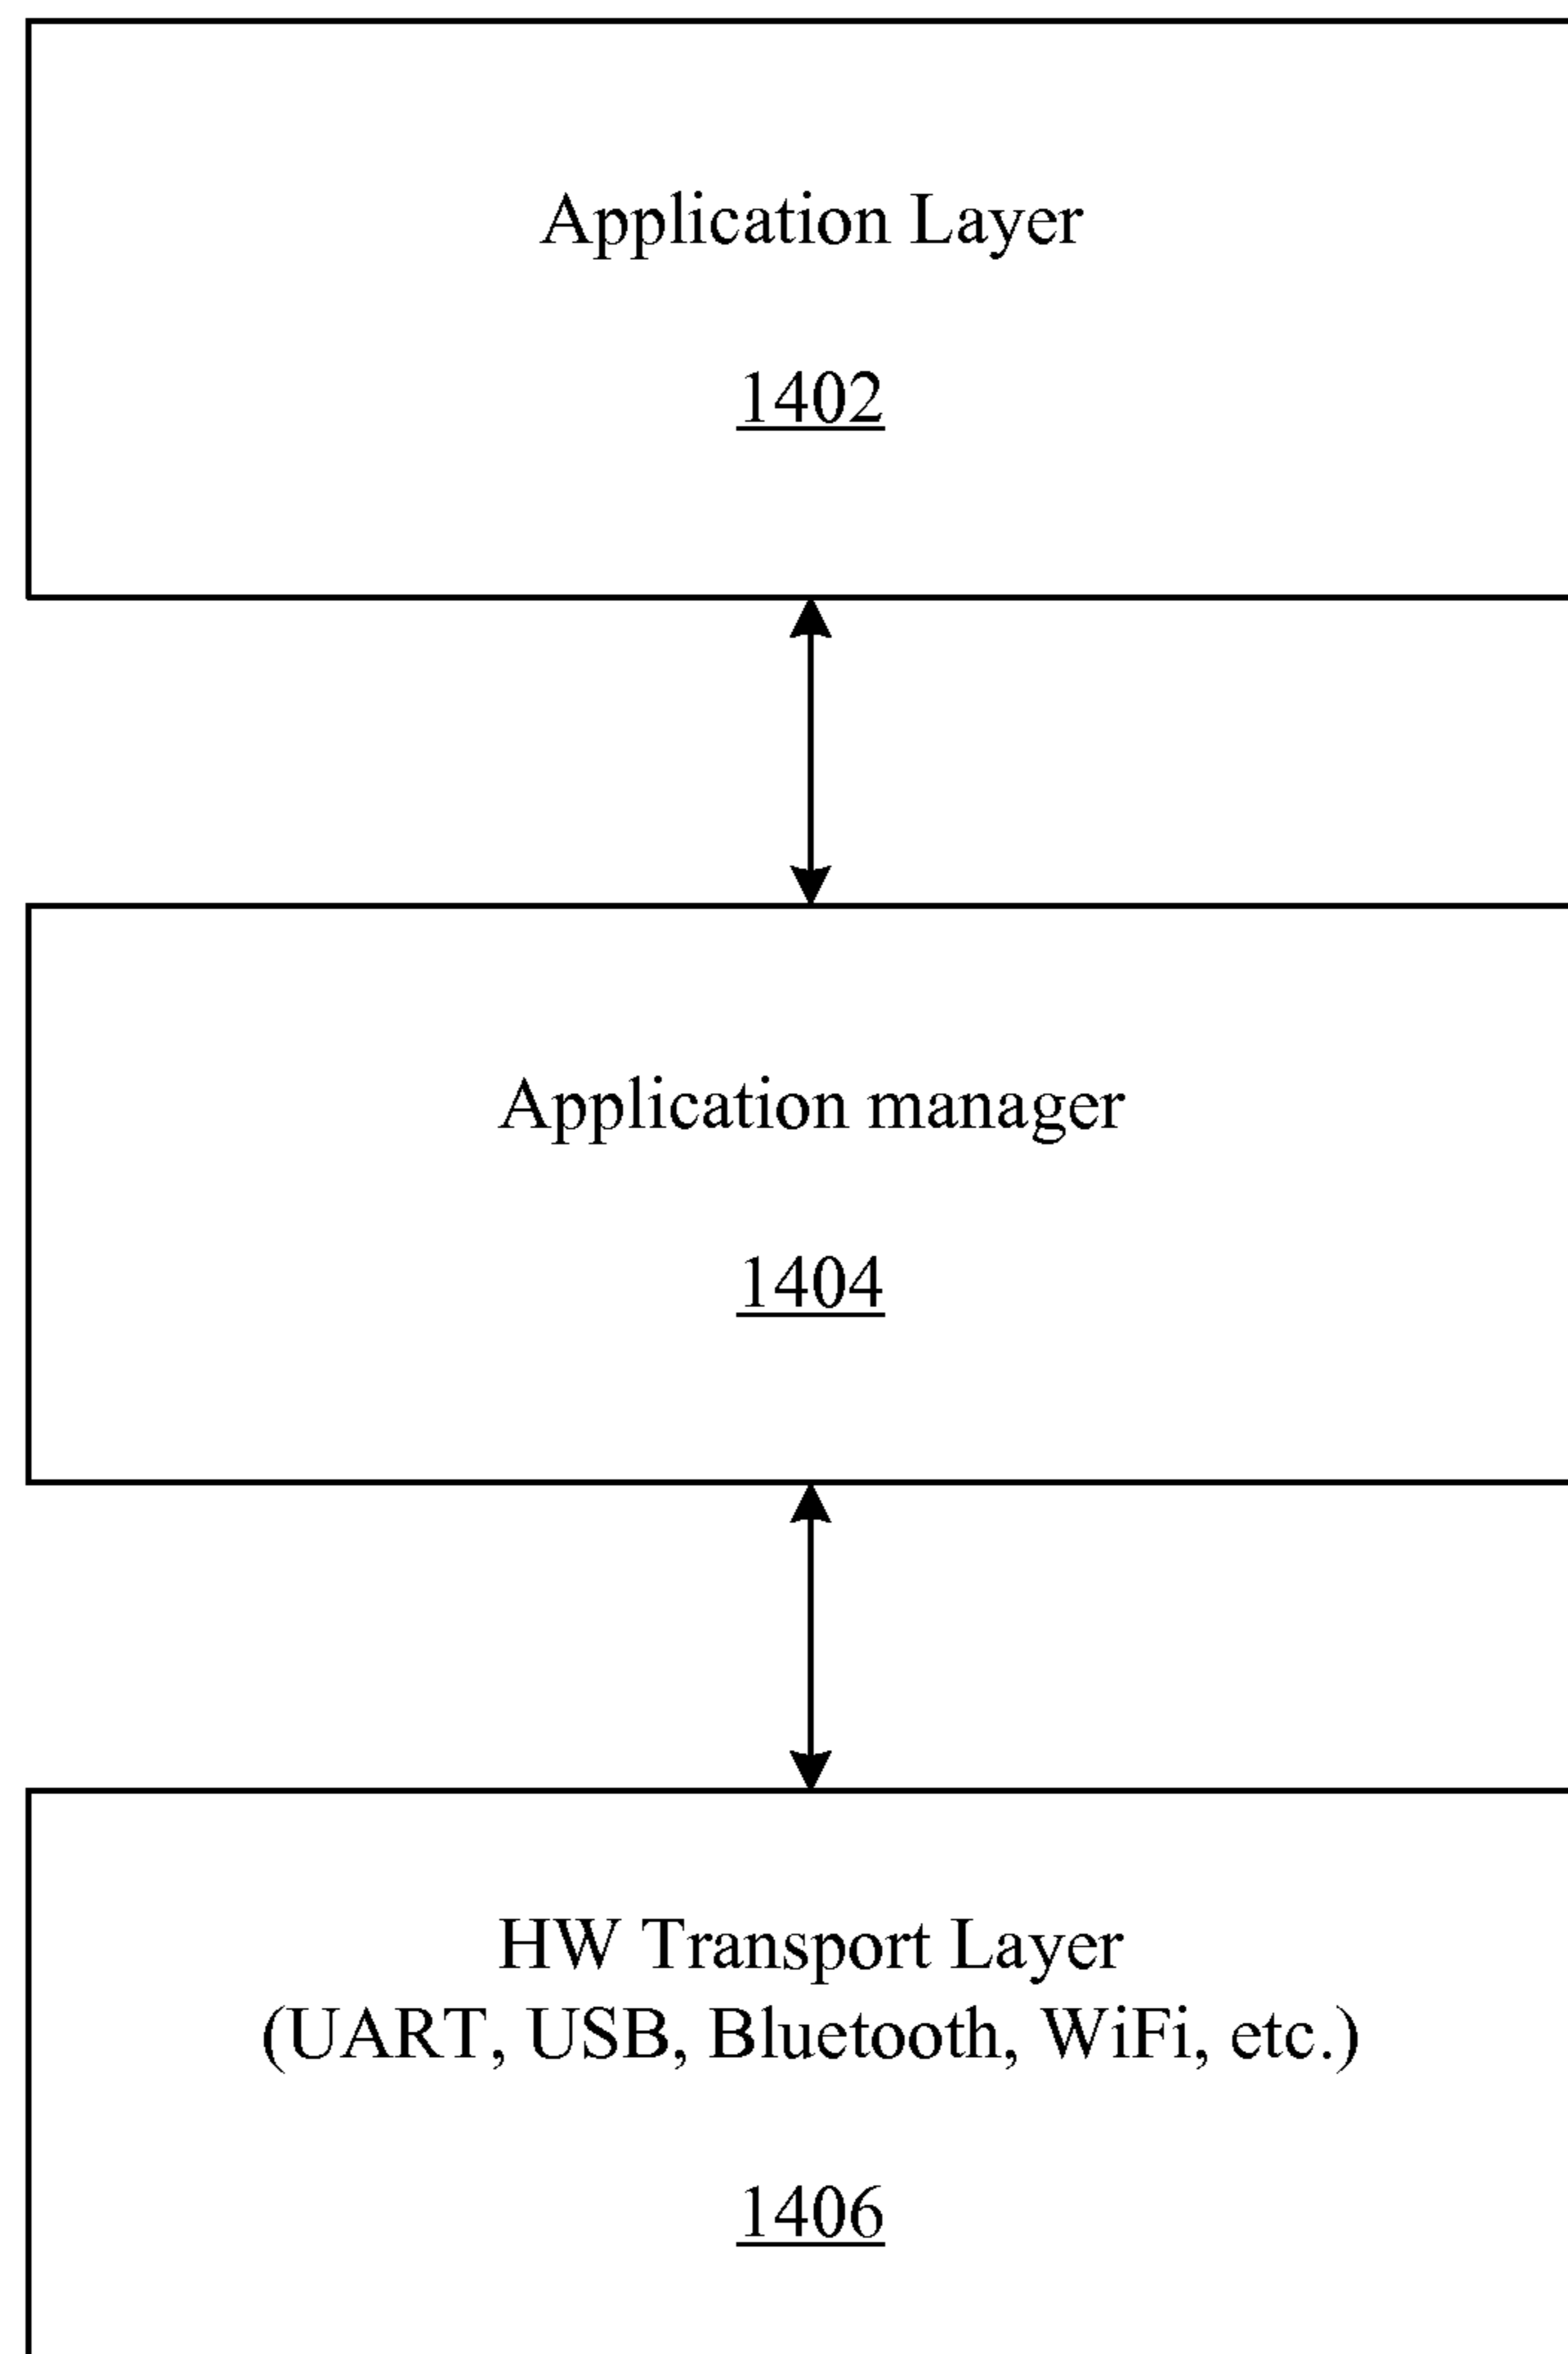 Application Layer
1402
Application manager
1404
HW Transport Layer
(UART, USB, Bluetooth, WiFi, etc.)
1406